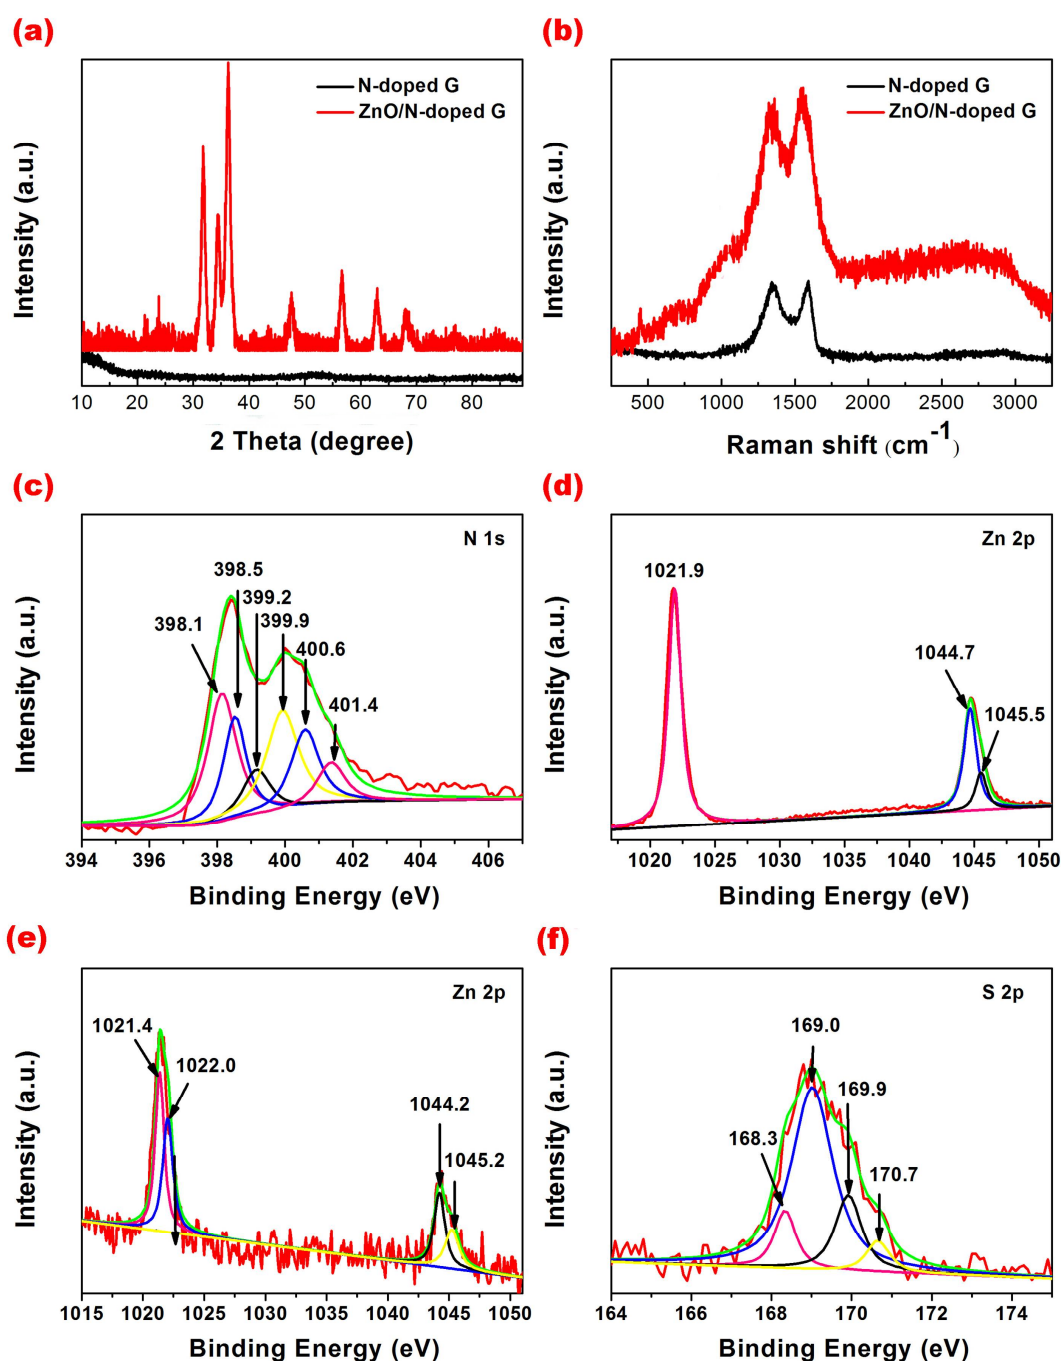 (a)
N-doped G
ZnO/N-doped G
Intensity (a.u.)
10 20 30 40 50 60 70 80
2 Theta (degree)
(b)
N-doped G
ZnO/N-doped G
Intensity (a.u.)
500 1000 1500 2000 2500 3000
Raman shift (cm-1)
(c)
N 1s
398.5
399.2
398.1
399.9
400.6
401.4
Intensity (a.u.)
394 396 398 400 402 404 406
Binding Energy (eV)
(d)
Zn 2p
1021.9
1044.7
1045.5
Intensity (a.u.)
1020 1025 1030 1035 1040 1045 1050
Binding Energy (eV)
(e)
Zn 2p
1021.4
1022.0
1044.2
1045.2
Intensity (a.u.)
1015 1020 1025 1030 1035 1040 1045 1050
Binding Energy (eV)
(f)
S 2p
169.0
169.9
168.3
170.7
Intensity (a.u.)
164 166 168 170 172 174
Binding Energy (eV)